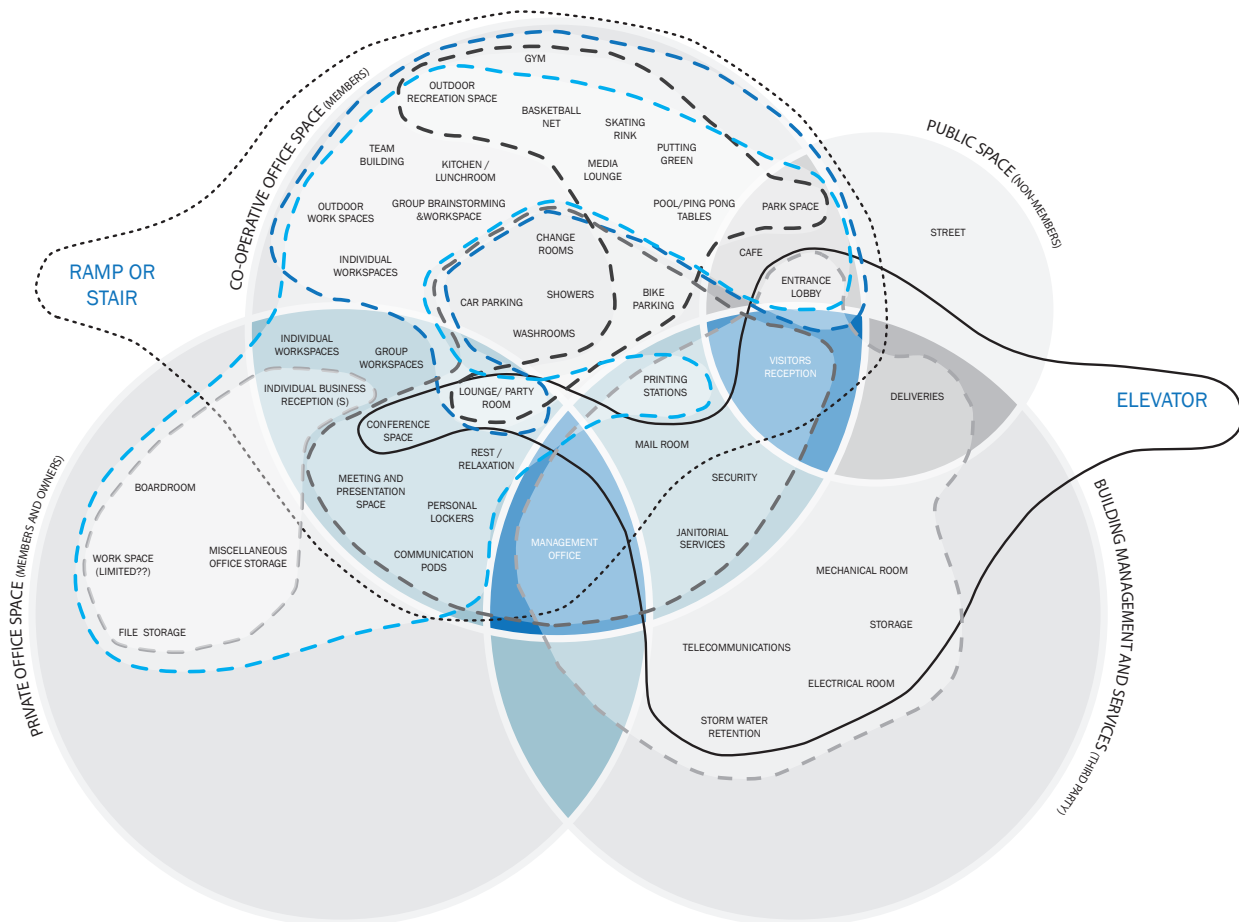 GYM
OUTDOOR
RECREATION SPACE
BASKETBALL
NET
SKATING
RINK
TEAM
BUILDING
KITCHEN /
LUNCHROOM
MEDIA
LOUNGE
PUTTING
GREEN
CO-OPERATIVE OFFICE SPACE (MEMBERS)
PUBLIC SPACE (NON-MEMBERS)
OUTDOOR
WORK SPACES
GROUP BRAINSTORMING
&WORKSPACE
POOL/PING PONG
TABLES
PARK SPACE
STREET
RAMP OR
STAIR
INDIVIDUAL
WORKSPACES
CHANGE
ROOMS
CAFE
ENTRANCE
LOBBY
CAR PARKING
SHOWERS
BIKE
PARKING
WASHROOMS
INDIVIDUAL
WORKSPACES
GROUP
WORKSPACES
VISITORS
RECEPTION
INDIVIDUAL BUSINESS
RECEPTION (S)
LOUNGE/ PARTY
ROOM
PRINTING
STATIONS
DELIVERIES
ELEVATOR
CONFERENCE
SPACE
MAIL ROOM
REST /
RELAXATION
SECURITY
BOARDROOM
MEETING AND
PRESENTATION
SPACE
PERSONAL
LOCKERS
JANITORIAL
SERVICES
MANAGEMENT
OFFICE
WORK SPACE
(LIMITED??)
MISCELLANEOUS
OFFICE STORAGE
COMMUNICATION
PODS
MECHANICAL ROOM
PRIVATE OFFICE SPACE (MEMBERS AND OWNERS)
BUILDING MANAGEMENT AND SERVICES (THIRD PARTY)
FILE STORAGE
STORAGE
TELECOMMUNICATIONS
ELECTRICAL ROOM
STORM WATER
RETENTION